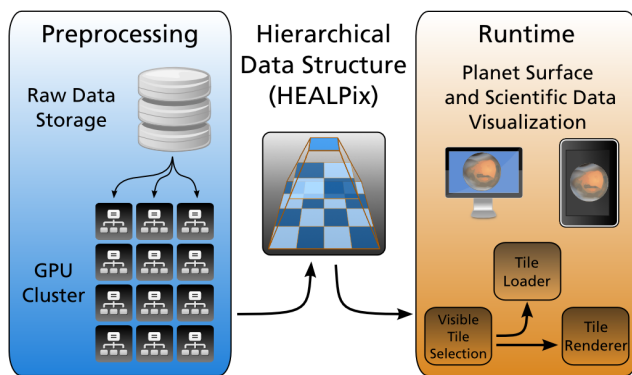 Preprocessing
Raw Data
Storage
GPU
Cluster
Hierarchical
Data Structure
(HEALPix)
Runtime
Planet Surface
and Scientific Data
Visualization
Tile
Loader
Visible
Tile
Selection
Tile
Renderer